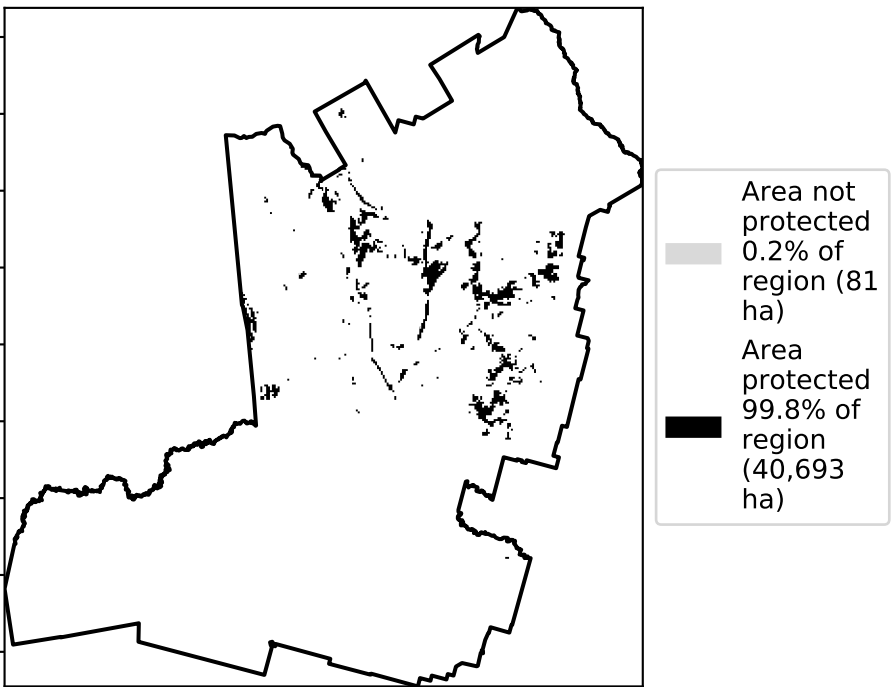 Area not
protected
0.2% of
region (81
ha)
Area
protected
99.8% of
region
(40,693
ha)